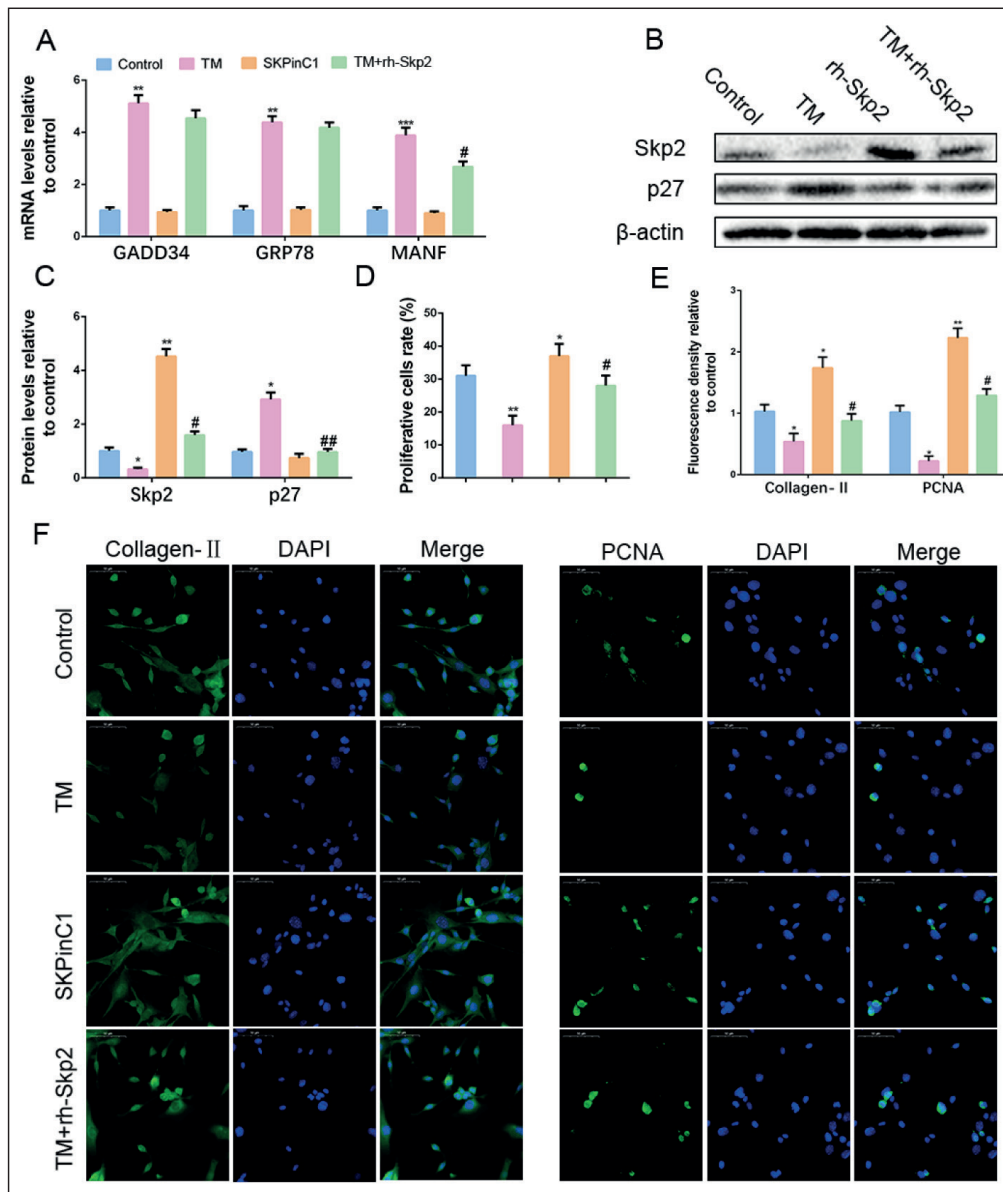 A
Control TM SKPinC1 TM+rh-Skp2
mRNA levels relative
to control
6
4
2
0
** ** *** #
GADD34 GRP78 MANF
B
Control TM rh-Skp2 TM+rh-Skp2
Skp2
p27
β-actin
C
Protein levels relative
to control
6
4
2
0
* ** # * ##
Skp2 p27
D
Proliferative cells rate (%)
50
40
30
20
10
0
** * #
E
Fluorescence density relative
to control
3
2
1
0
* * # * ** #
Collagen-Ⅱ PCNA
F
Collagen-Ⅱ DAPI Merge PCNA DAPI Merge
Control
TM
SKPinC1
TM+rh-Skp2